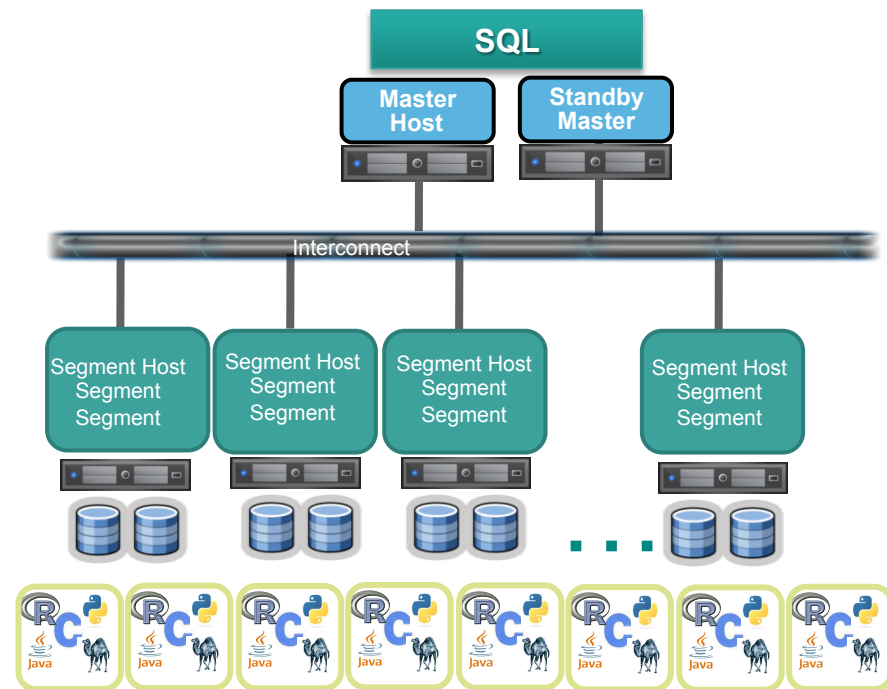 SQL
Master
Host
Standby
Master
Interconnect
Segment Host
Segment
Segment
Segment Host
Segment
Segment
Segment Host
Segment
Segment
Segment Host
Segment
Segment
R
C
Java
R
C
Java
R
C
Java
R
C
Java
R
C
Java
R
C
Java
R
C
Java
R
C
Java